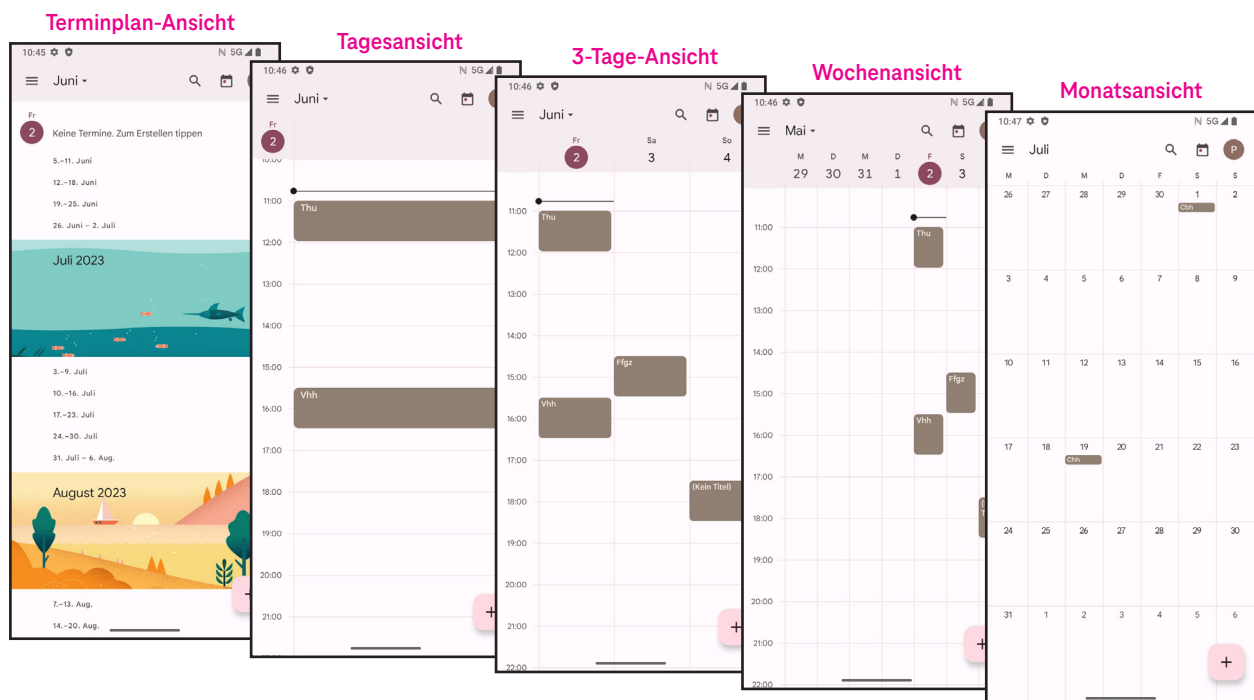 Terminplan-Ansicht
10:45 5G
Juni
Fr
2 Keine Termine. Zum Erstellen tippen
5.–11. Juni
12.–18. Juni
19.–25. Juni
26. Juni – 2. Juli
Juli 2023
3.–9. Juli
10.–16. Juli
17.–23. Juli
24.–30. Juli
31. Juli – 6. Aug.
August 2023
7.–13. Aug.
14.–20. Aug.
Tagesansicht
10:46 5G
Juni
Fr
2
10:00
11:00 Thu
12:00
13:00
14:00
15:00
Vhh
16:00
17:00
18:00
19:00
20:00
21:00
+
3-Tage-Ansicht
10:46 5G
Juni
Fr Sa So
2 3 4
11:00 Thu
12:00
13:00
14:00
Ffgz
15:00
Vhh
16:00
17:00
(Kein Titel)
18:00
19:00
20:00
21:00
+
22:00
Wochenansicht
10:46 5G
Mai
M D M D F S
29 30 31 1 2 3
11:00 Thu
12:00
13:00
14:00
Ffgz
15:00
Vhh
16:00
17:00
18:00
19:00
20:00
21:00
+
22:00
Monatsansicht
10:47 5G
Juli P
M D M D F S S
26 27 28 29 30 1 2
Cbh
3 4 5 6 7 8 9
10 11 12 13 14 15 16
17 18 19 20 21 22 23
Chh
24 25 26 27 28 29 30
31 1 2 3 4 5 6
+